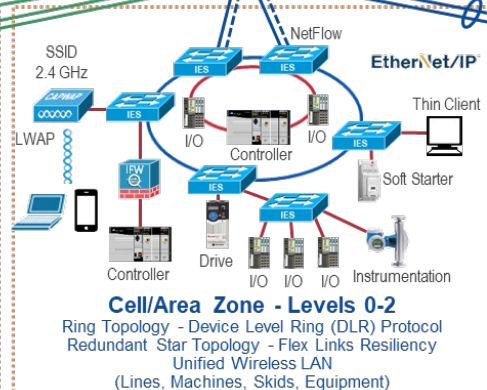 NetFlow
SSID
2.4 GHz
EtherNet/IP
IES
IES
CAPWAP
IES
Thin Client
LWAP
I/O
I/O
Controller
IES
IFW
IES
Soft Starter
IES
Controller
Drive
I/O
I/O
I/O
Instrumentation
Cell/Area Zone - Levels 0-2
Ring Topology - Device Level Ring (DLR) Protocol
Redundant Star Topology - Flex Links Resiliency
Unified Wireless LAN
(Lines, Machines, Skids, Equipment)